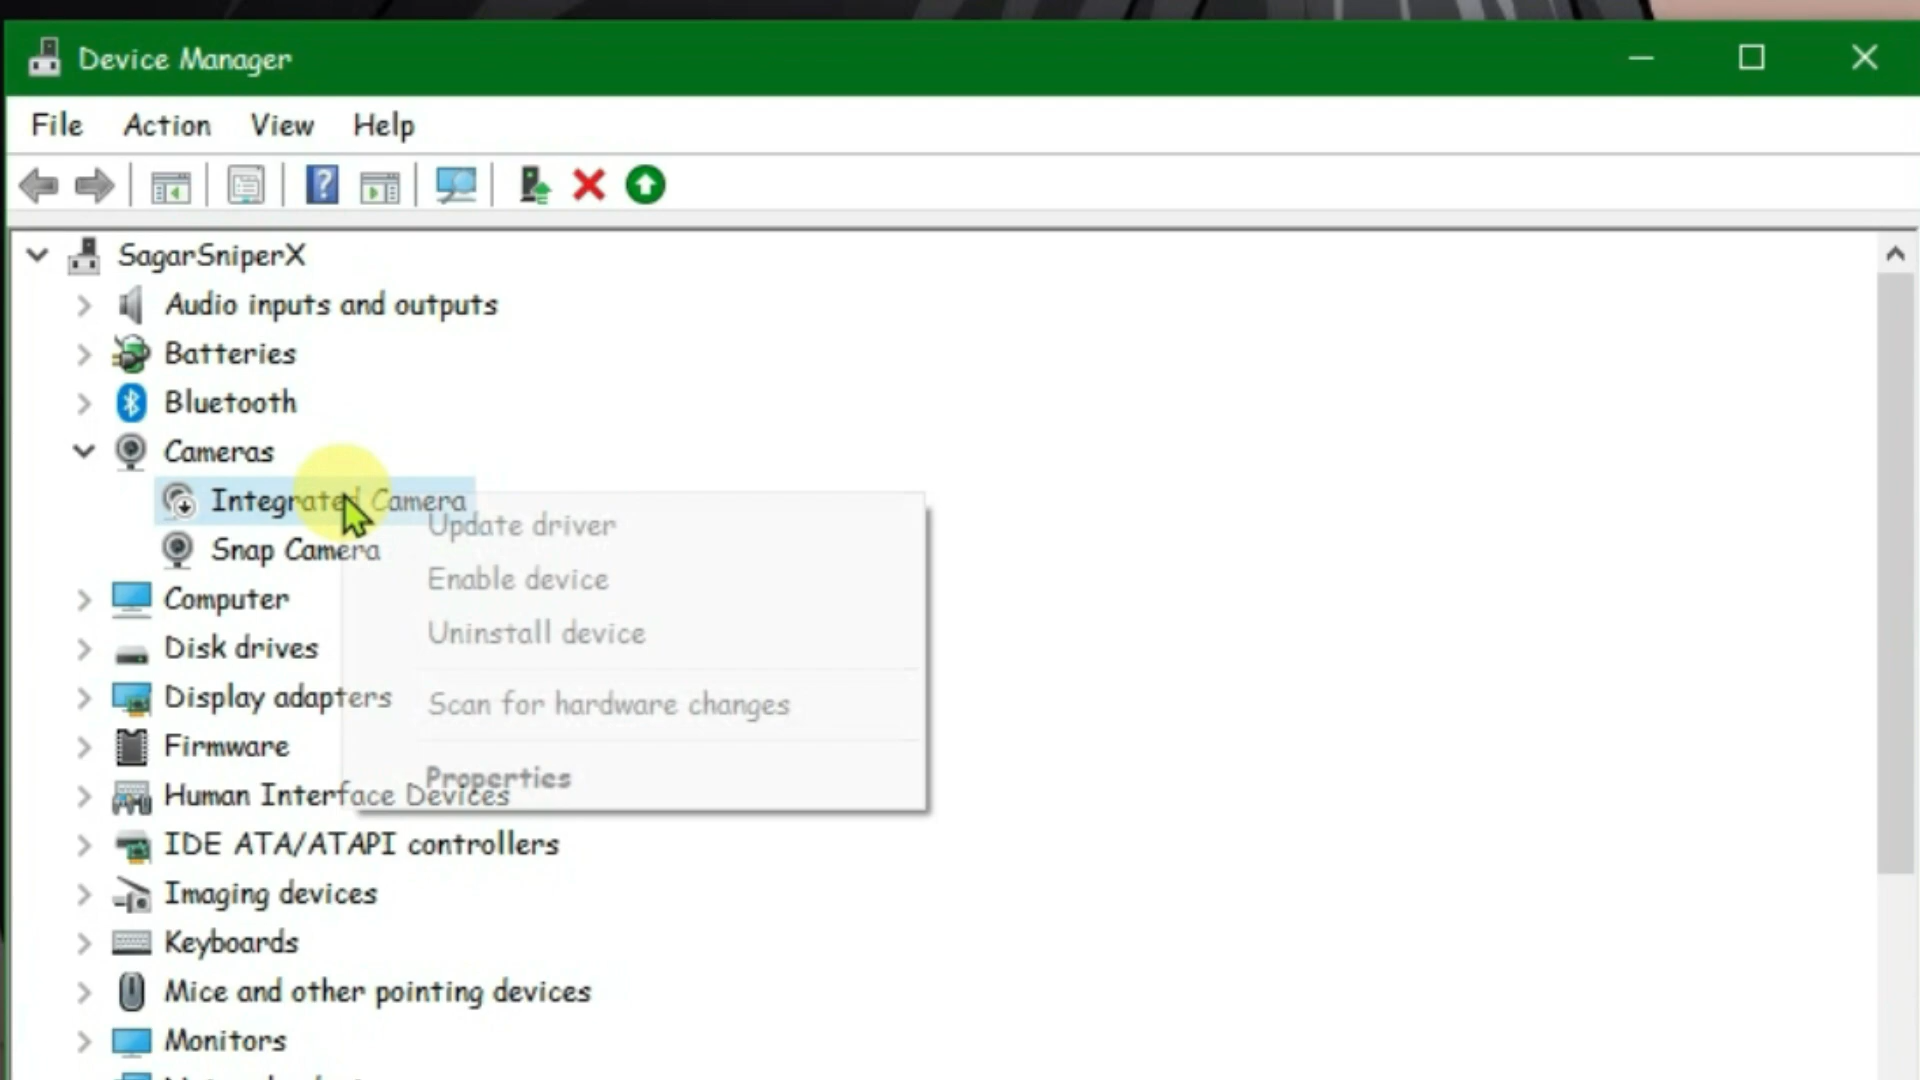 Device Manager
File Action View Help
SagarSniperX
Audio inputs and outputs
Batteries
Bluetooth
Cameras
Integrated Camera
Update driver
Snap Camera
Enable device
Computer
Uninstall device
Disk drives
Display adapters
Scan for hardware changes
Firmware
Properties
Human Interface Devices
IDE ATA/ATAPI controllers
Imaging devices
Keyboards
Mice and other pointing devices
Monitors